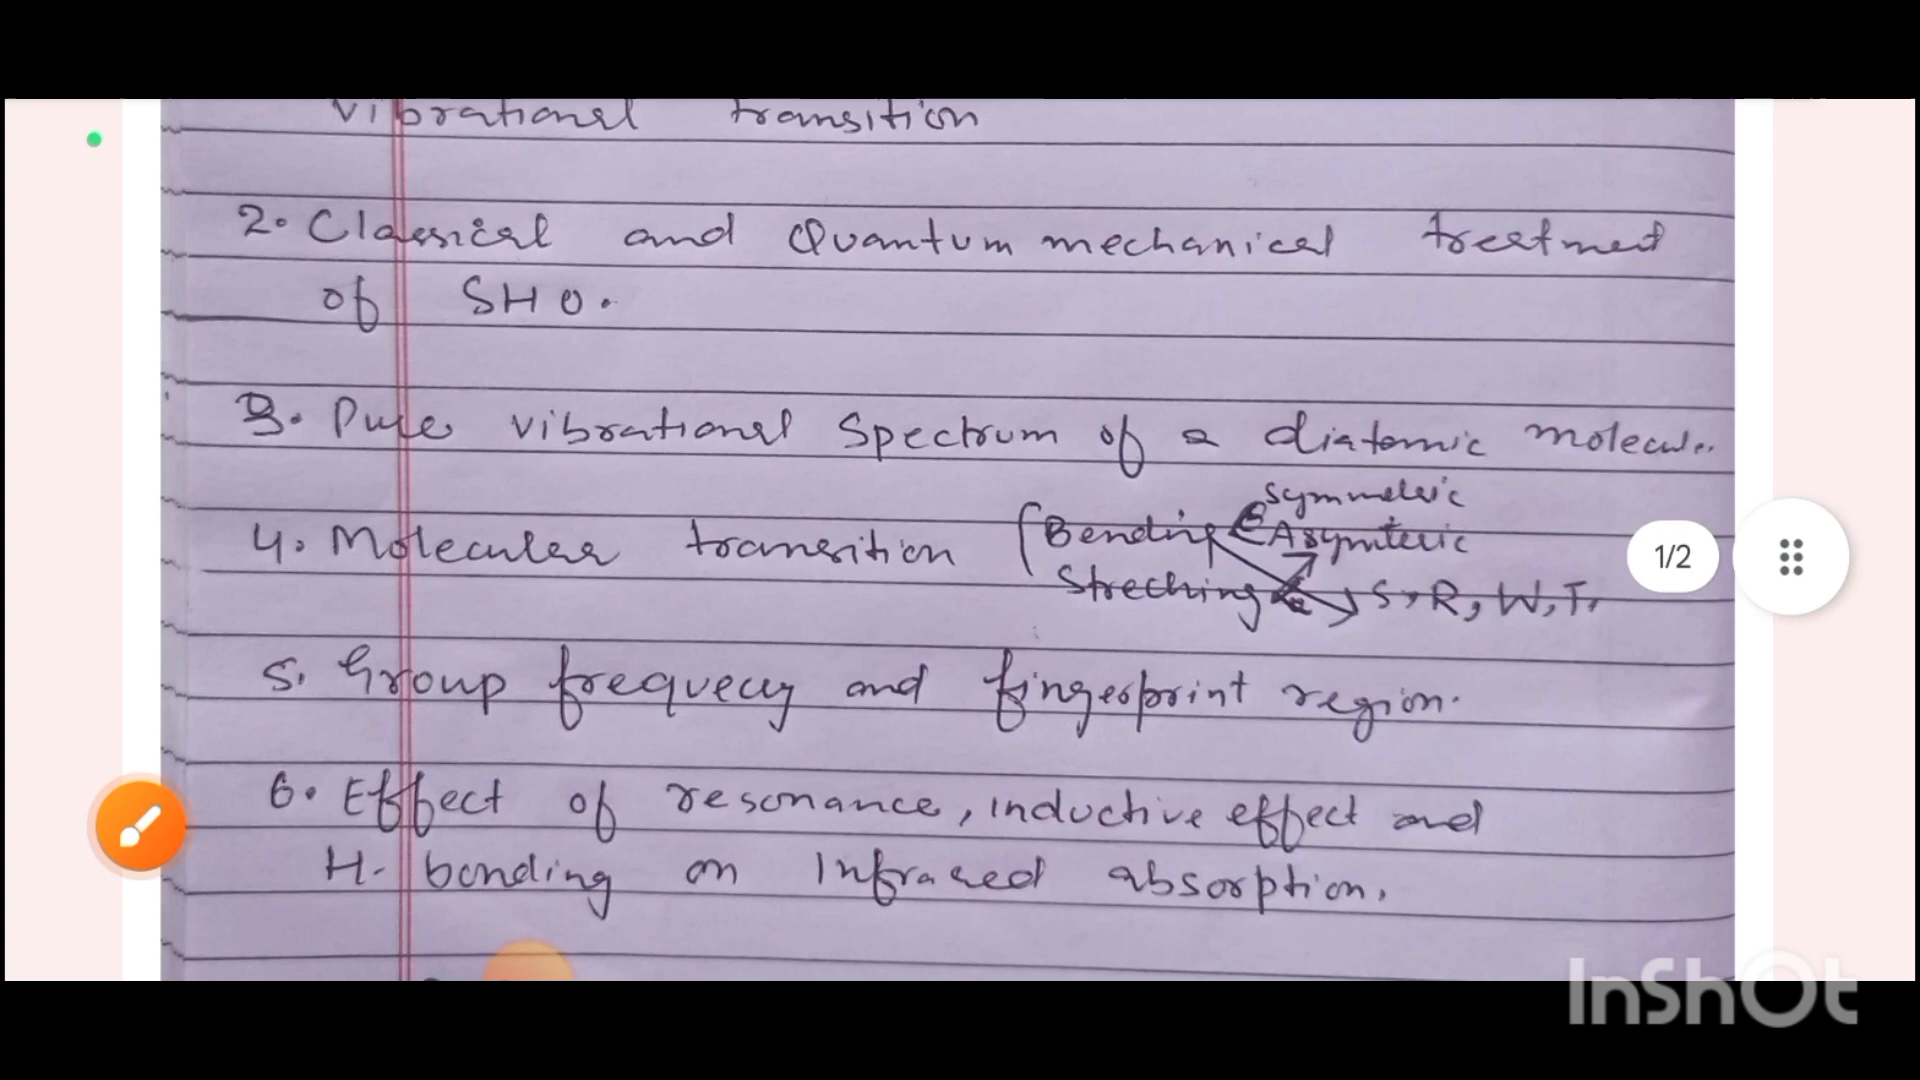 vibrational transition
2. Classical and Quantum mechanical treatment
of SHO.
3. Pure vibrational spectrum of a diatomic molecule
Symmetric
4. Molecular transition (Bending Asymmteric
Streching S, R, W, T,
1/2
5. Group frequecy and fingerprint region.
6. Effect of resonance, inductive effect and
H-bonding on Infrared absorption.
InShOt